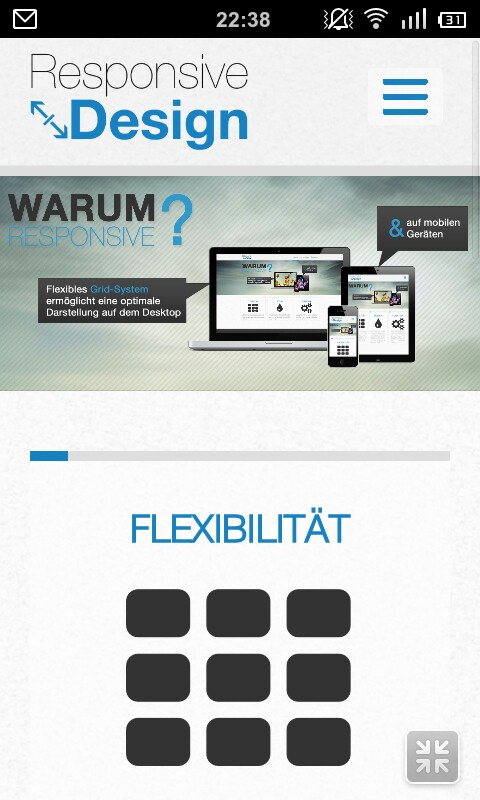 22:38
31
Responsive
Design
WARUM
RESPONSIVE ?
& auf mobilen
Geräten
Flexibles Grid-System
ermöglicht eine optimale
Darstellung auf dem Desktop
WARUM
FLEXIBILITÄT